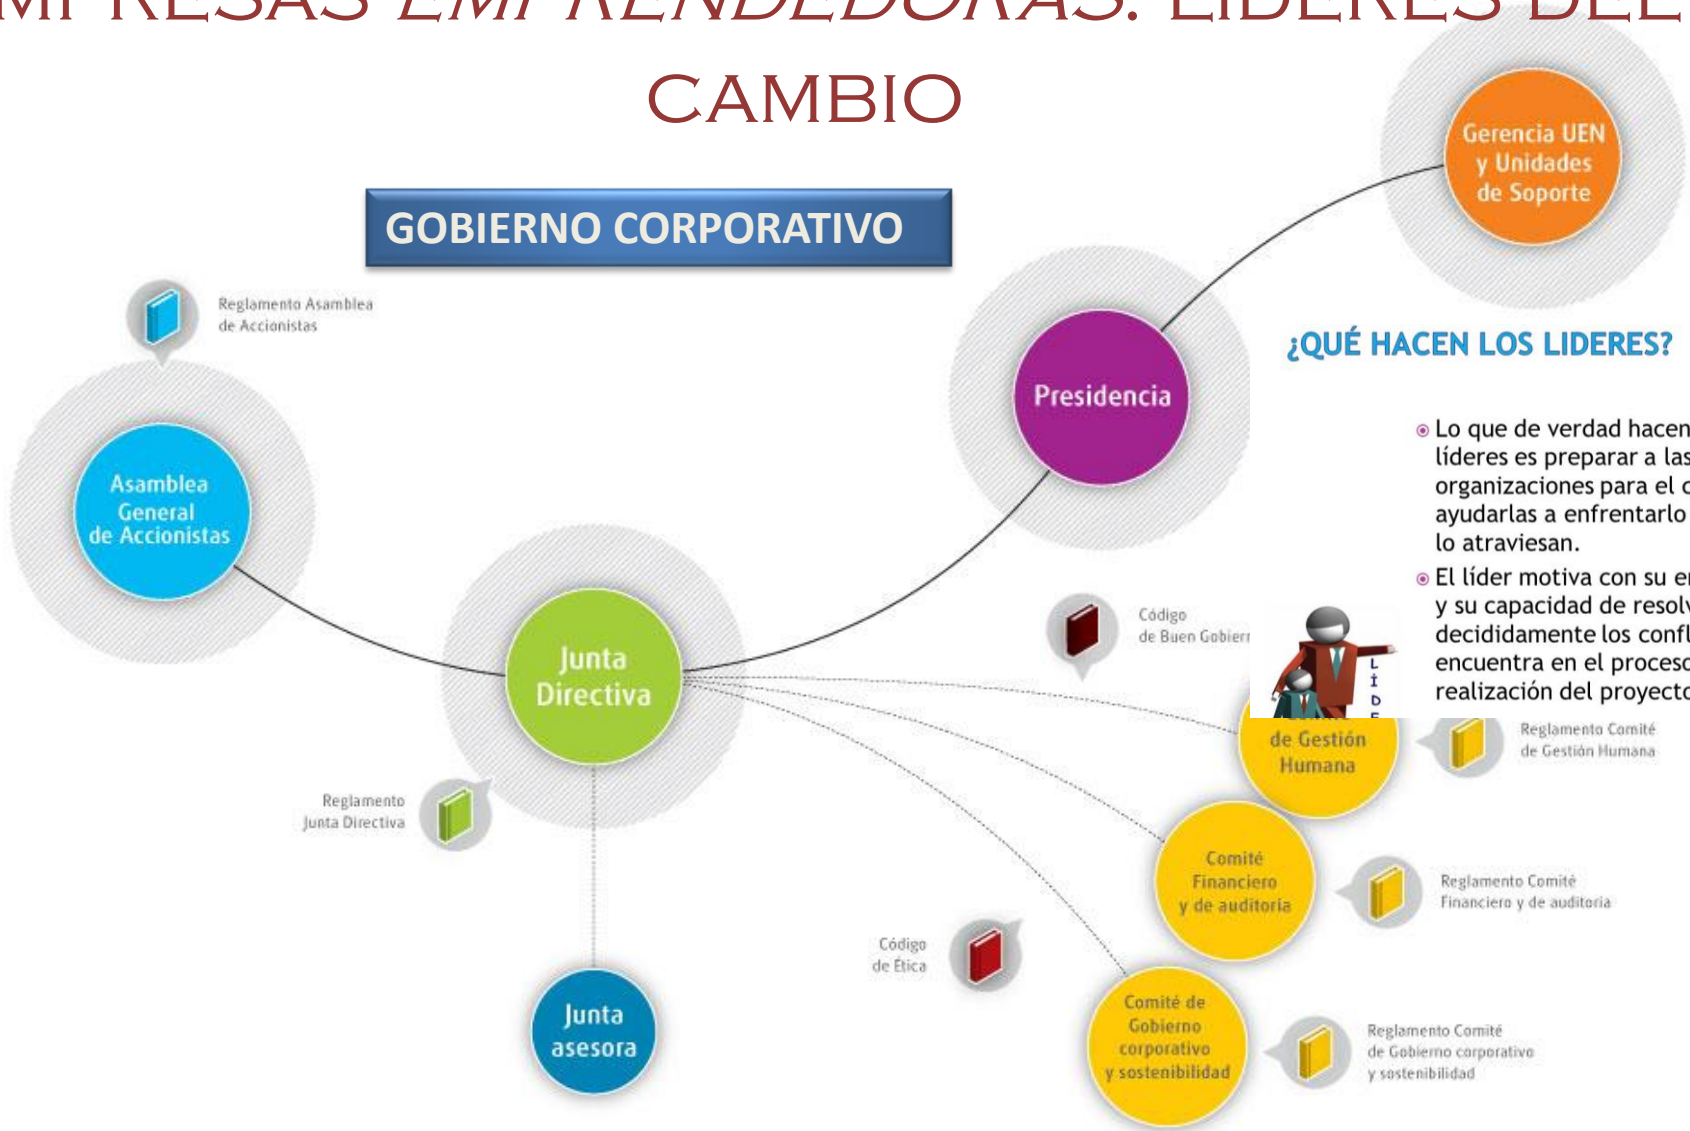 EMPRENDEDORAS. LIDERES DEL
CAMBIO
GOBIERNO CORPORATIVO
Gerencia UEN
y Unidades
de Soporte
Reglamento Asamblea
de Accionistas
Asamblea
General
de Accionistas
Presidencia
¿QUÉ HACEN LOS LIDERES?
Lo que de verdad hacen
líderes es preparar a las
organizaciones para el
ayudarlas a enfrentarlo
lo atraviesan.
El líder motiva con su
y su capacidad de
decididamente los
encuentra en el proceso
realización del proyecto
Junta
Directiva
Código
de Buen
de Gestión
Humana
Reglamento Comité
de Gestión Humana
Reglamento
Junta Directiva
Comité
Financiero
y de auditoria
Reglamento Comité
Financiero y de auditoria
Código
de Ética
Junta
asesora
Comité de
Gobierno
corporativo
y sostenibilidad
Reglamento Comité
de Gobierno corporativo
y sostenibilidad